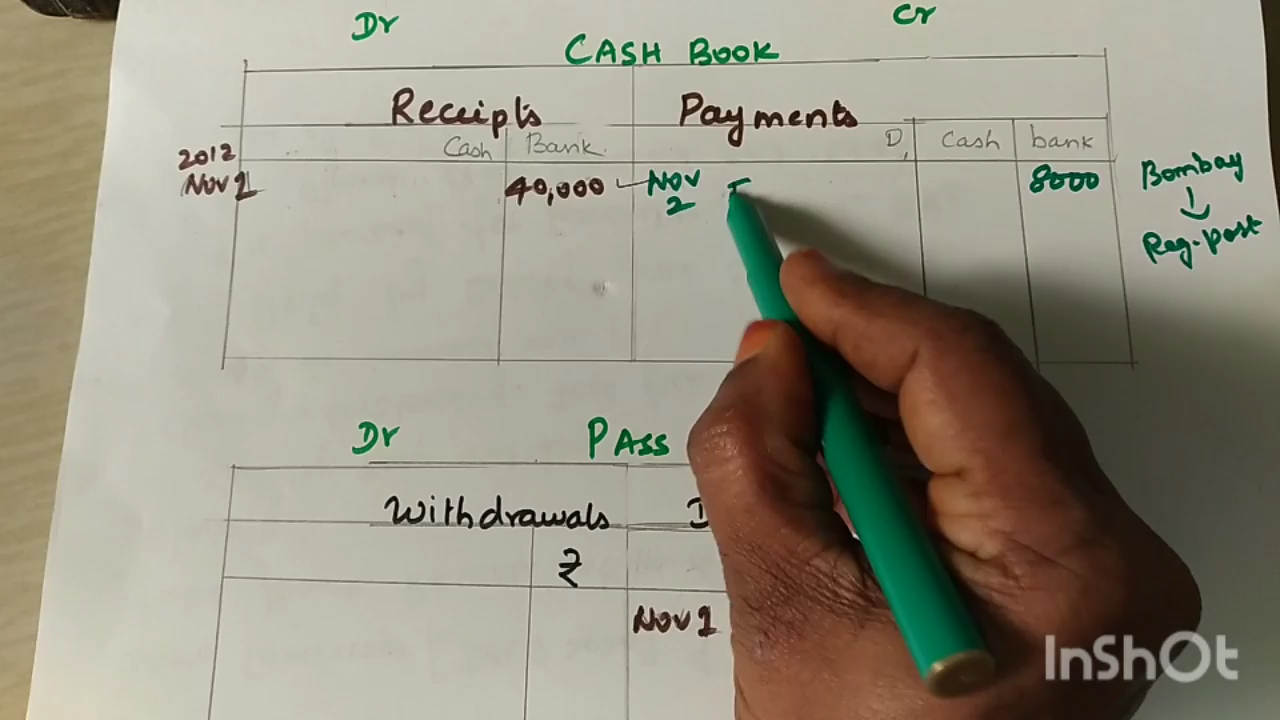 Dr Cr
CASH BOOK
Receipts Payments
Cash Bank D, Cash bank
2012
Nov 1 40,000 Nov 8000
2
Bombay
Reg. post
Dr PASS
Withdrawals
₹
Nov 1
InShOt